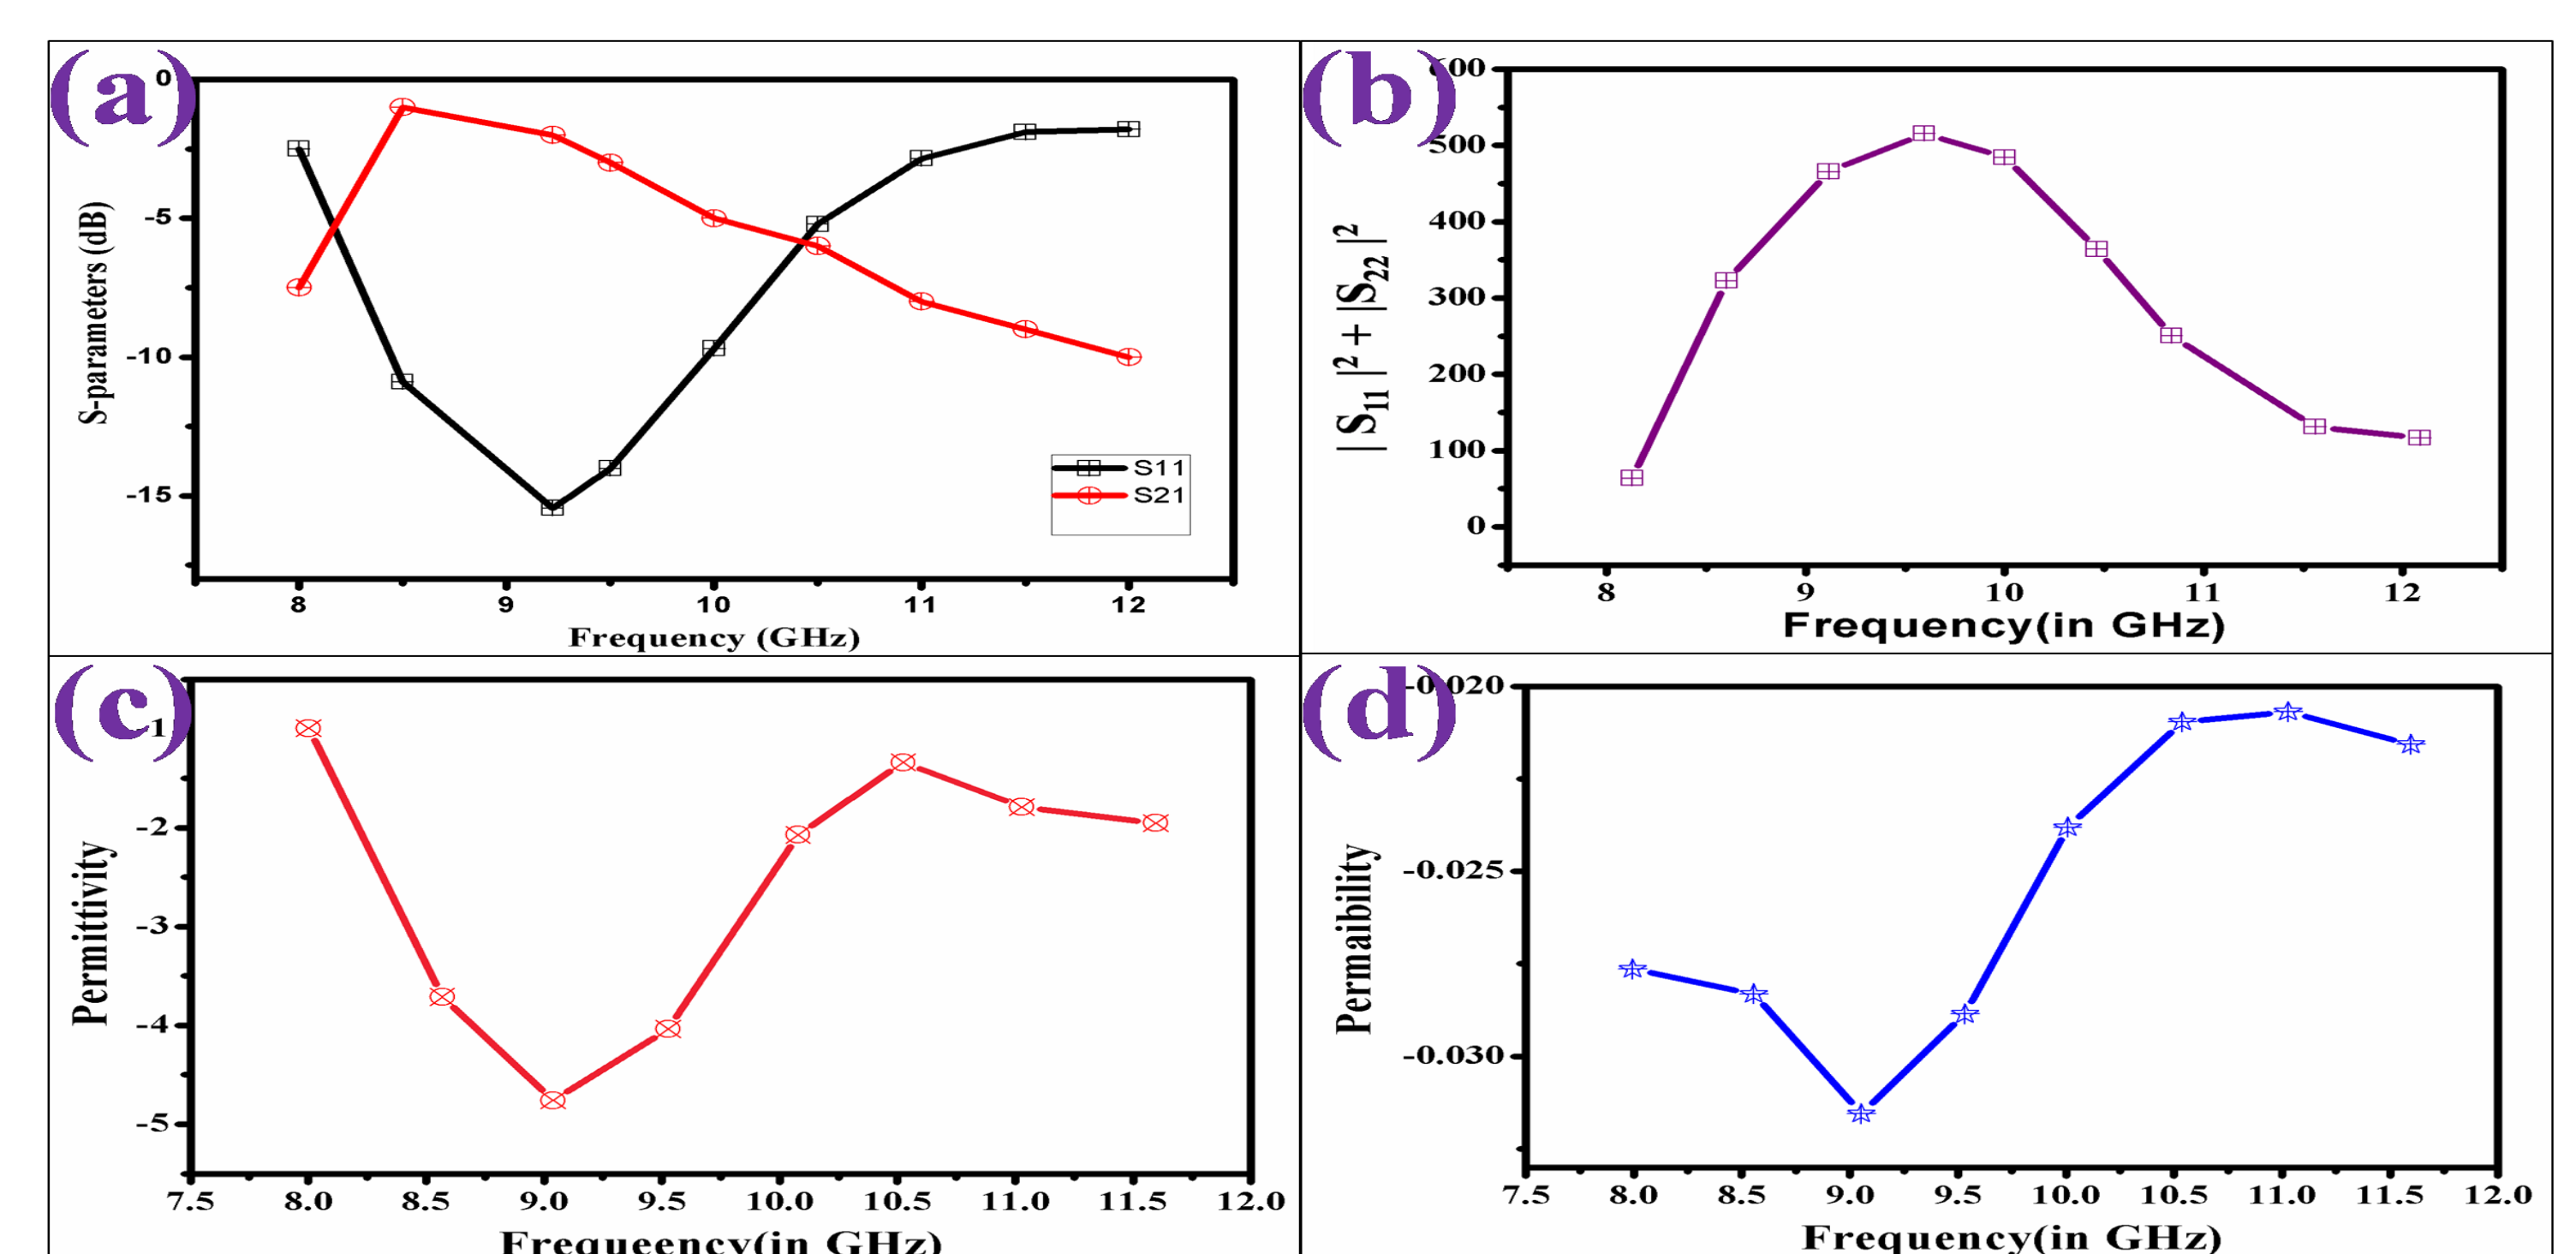 (a)
0
-5
-10
-15
S-parameters (dB)
S11
S21
8 9 10 11 12
Frequency (GHz)
(b)
600
500
400
300
200
100
0
|S11|² + |S22|²
8 9 10 11 12
Frequency(in GHz)
(c)
1
-2
-3
-4
-5
Permittivity
7.5 8.0 8.5 9.0 9.5 10.0 10.5 11.0 11.5 12.0
Frequeency(in GHz)
(d)
-0.020
-0.025
-0.030
Permaibility
7.5 8.0 8.5 9.0 9.5 10.0 10.5 11.0 11.5 12.0
Frequency(in GHz)